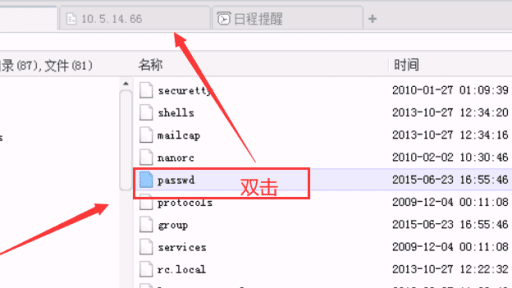 10.5.14.66 日程提醒 +
录(87),文件(81) 名称 时间
securetty 2010-01-27 01:09:39
shells 2013-10-27 12:34:20
mailcap 2013-10-27 12:34:16
nanorc 2010-02-02 10:30:46
passwd 双击 2015-06-23 16:55:46
protocols 2009-12-04 00:11:08
group 2015-06-23 16:55:46
services 2009-12-04 00:11:08
rc.local 2013-10-27 12:22:32